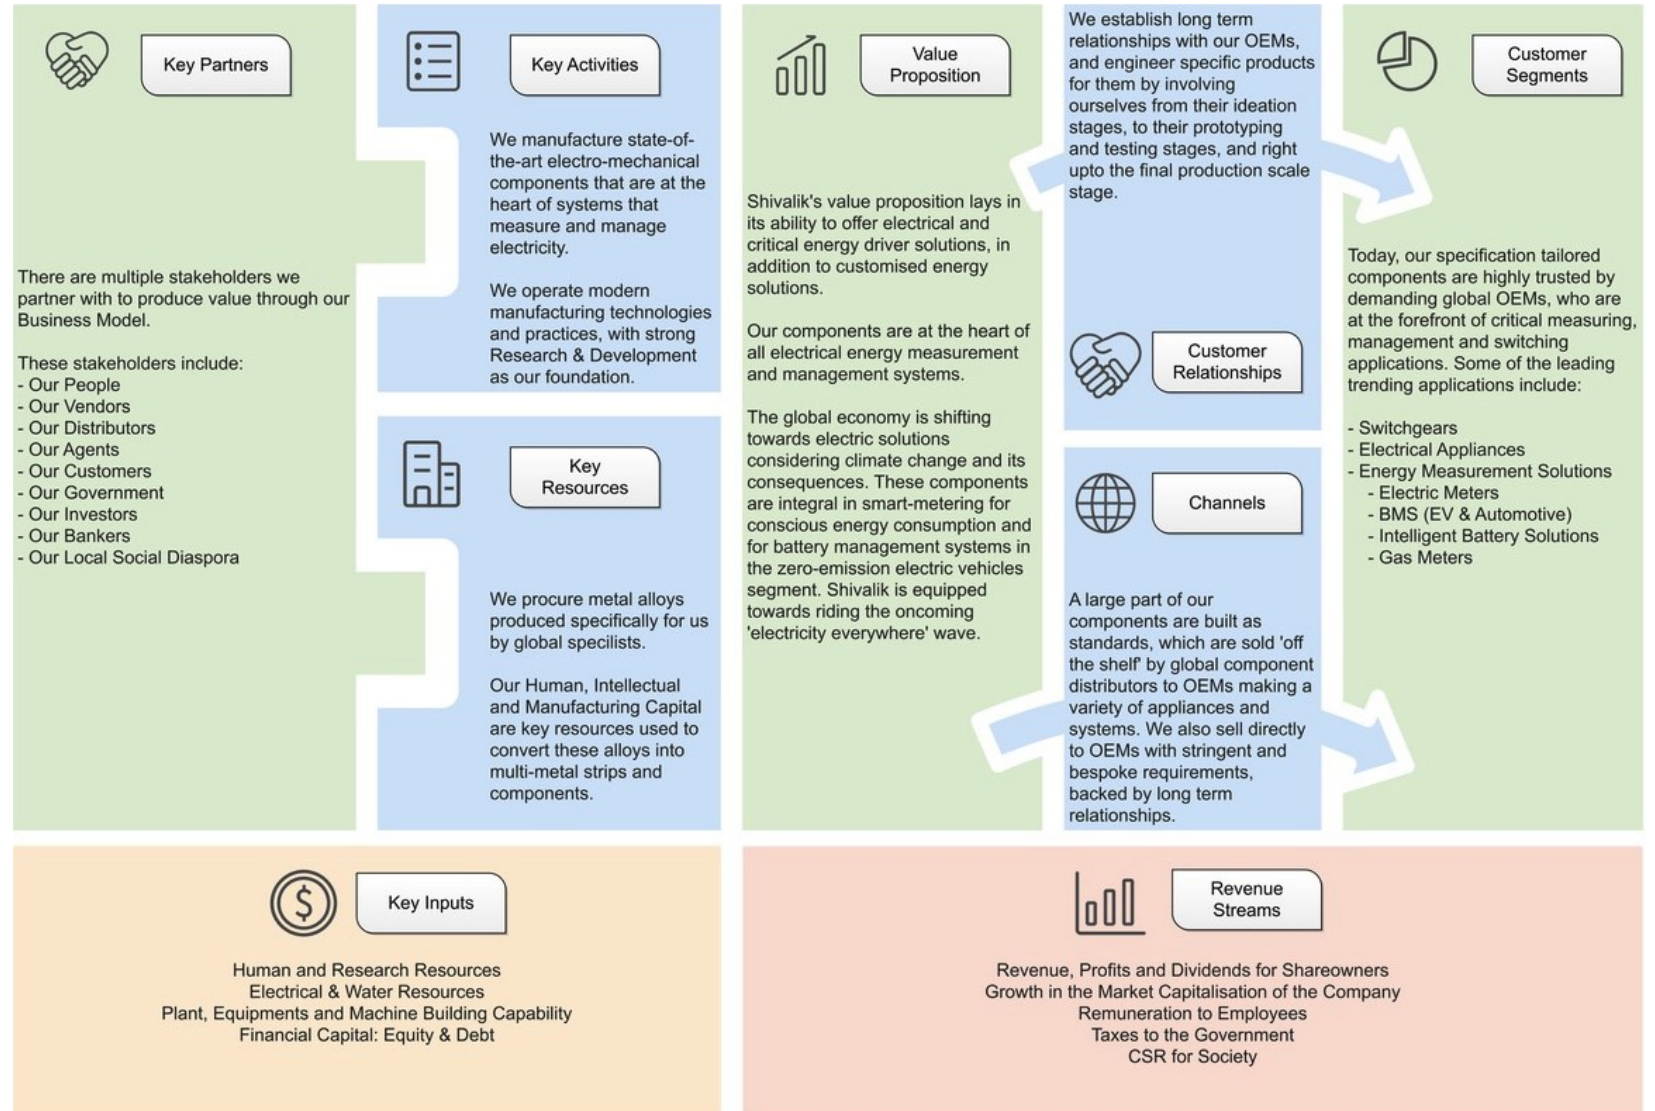 Key Partners
There are multiple stakeholders we
partner with to produce value through our
Business Model.
These stakeholders include:
- Our People
- Our Vendors
- Our Distributors
- Our Agents
- Our Customers
- Our Government
- Our Investors
- Our Bankers
- Our Local Social Diaspora
Key Activities
We manufacture state-of-
the-art electro-mechanical
components that are at the
heart of systems that
measure and manage
electricity.
We operate modern
manufacturing technologies
and practices, with strong
Research & Development
as our foundation.
Key
Resources
We procure metal alloys
produced specifically for us
by global specilists.
Our Human, Intellectual
and Manufacturing Capital
are key resources used to
convert these alloys into
multi-metal strips and
components.
Value
Proposition
Shivalik's value proposition lays in
its ability to offer electrical and
critical energy driver solutions, in
addition to customised energy
solutions.
Our components are at the heart of
all electrical energy measurement
and management systems.
The global economy is shifting
towards electric solutions
considering climate change and its
consequences. These components
are integral in smart-metering for
conscious energy consumption and
for battery management systems in
the zero-emission electric vehicles
segment. Shivalik is equipped
towards riding the oncoming
'electricity everywhere' wave.
We establish long term
relationships with our OEMs,
and engineer specific products
for them by involving
ourselves from their ideation
stages, to their prototyping
and testing stages, and right
upto the final production scale
stage.
Customer
Relationships
Channels
A large part of our
components are built as
standards, which are sold 'off
the shelf' by global component
distributors to OEMs making a
variety of appliances and
systems. We also sell directly
to OEMs with stringent and
bespoke requirements,
backed by long term
relationships.
Customer
Segments
Today, our specification tailored
components are highly trusted by
demanding global OEMs, who are
at the forefront of critical measuring,
management and switching
applications. Some of the leading
trending applications include:
- Switchgears
- Electrical Appliances
- Energy Measurement Solutions
- Electric Meters
- BMS (EV & Automotive)
- Intelligent Battery Solutions
- Gas Meters
Key Inputs
Human and Research Resources
Electrical & Water Resources
Plant, Equipments and Machine Building Capability
Financial Capital: Equity & Debt
Revenue
Streams
Revenue, Profits and Dividends for Shareowners
Growth in the Market Capitalisation of the Company
Remuneration to Employees
Taxes to the Government
CSR for Society